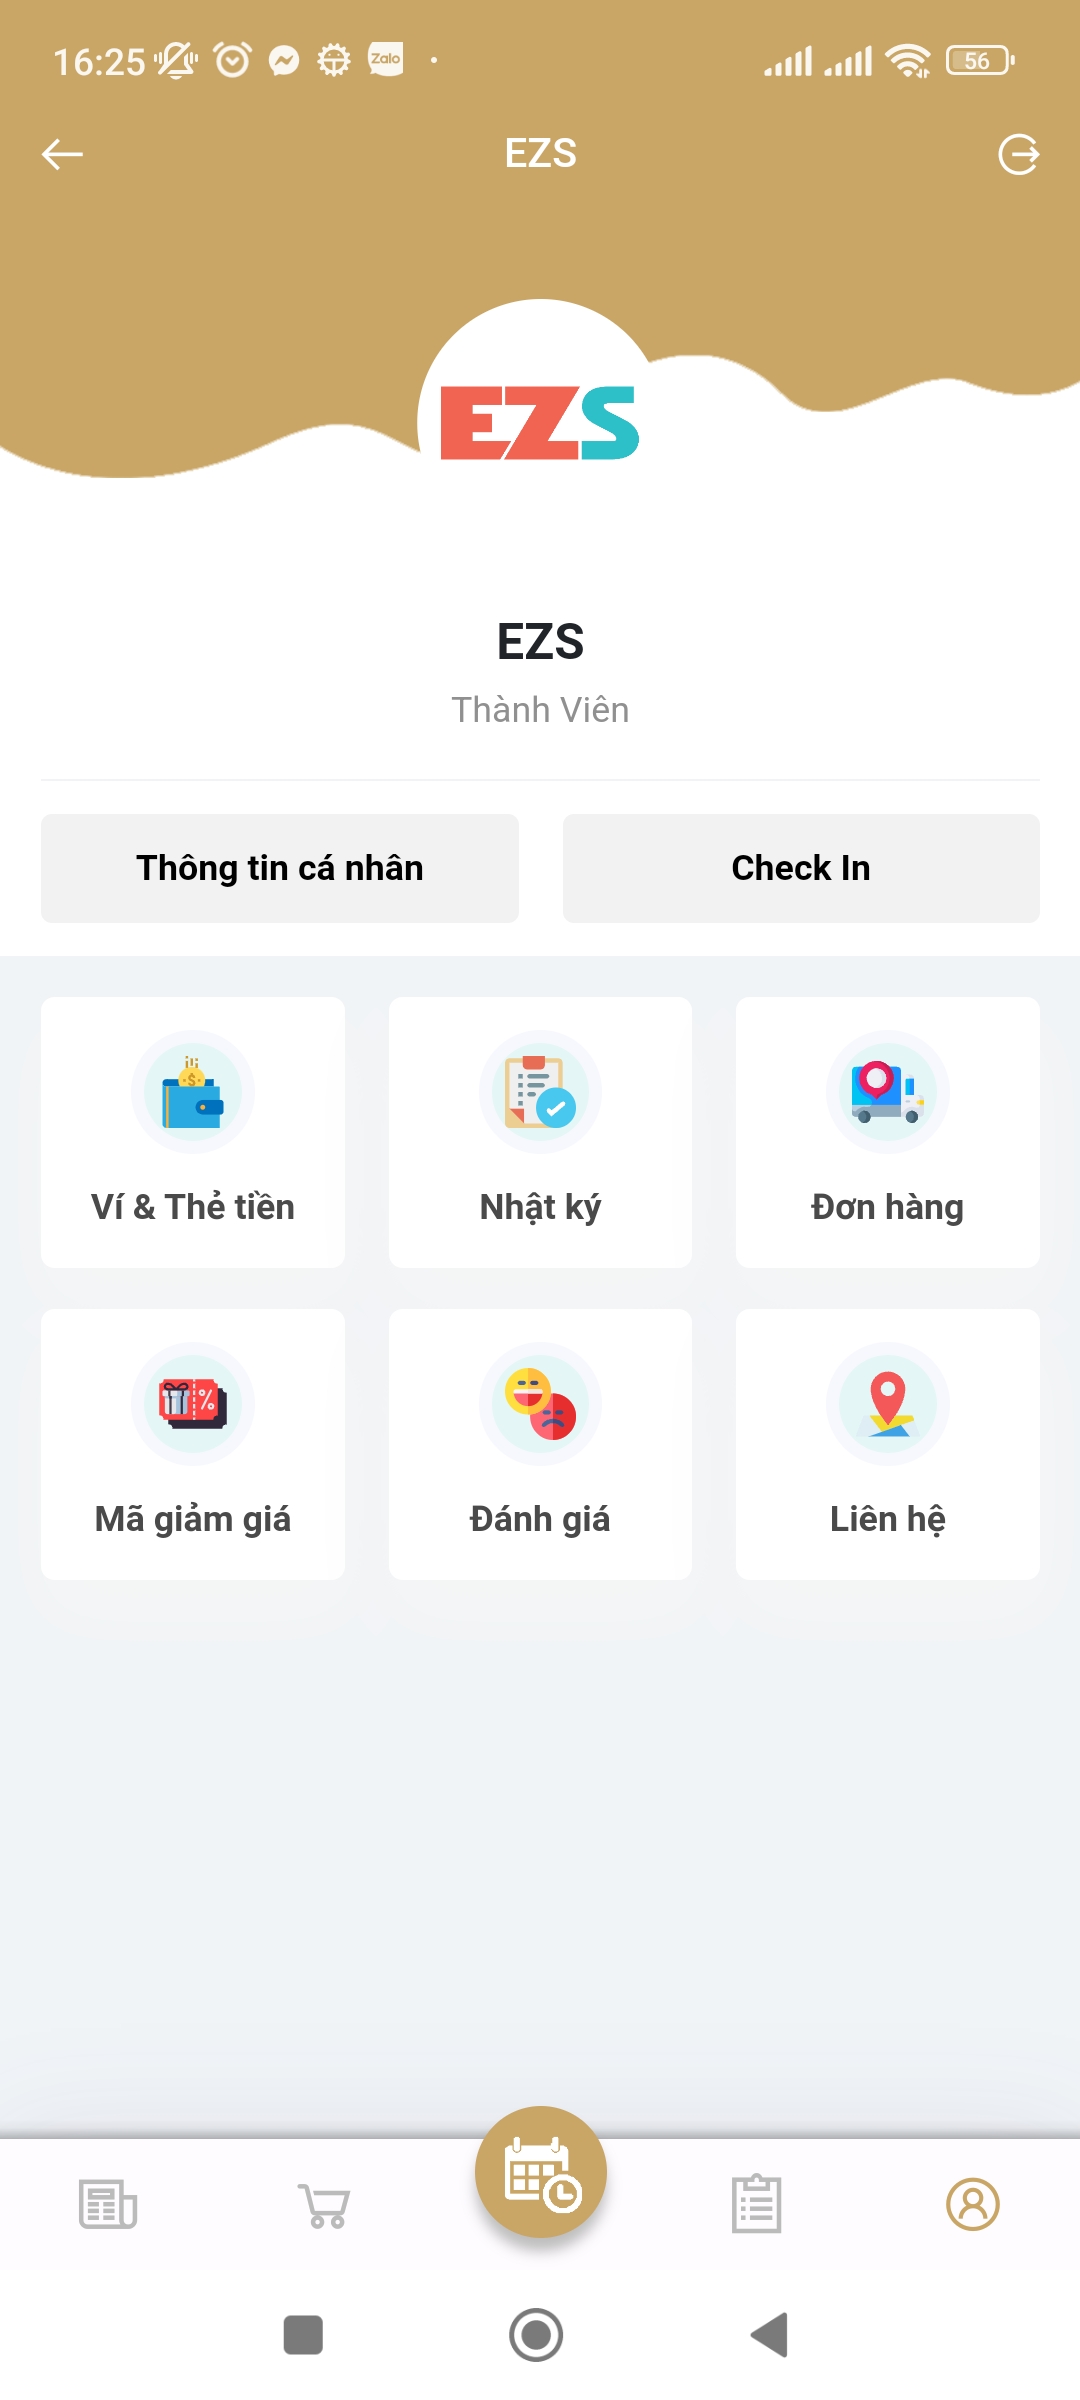 16:25 Zalo 56
EZS
EZS
EZS
Thành Viên
Thông tin cá nhân Check In
Ví & Thẻ tiền Nhật ký Đơn hàng
Mã giảm giá Đánh giá Liên hệ